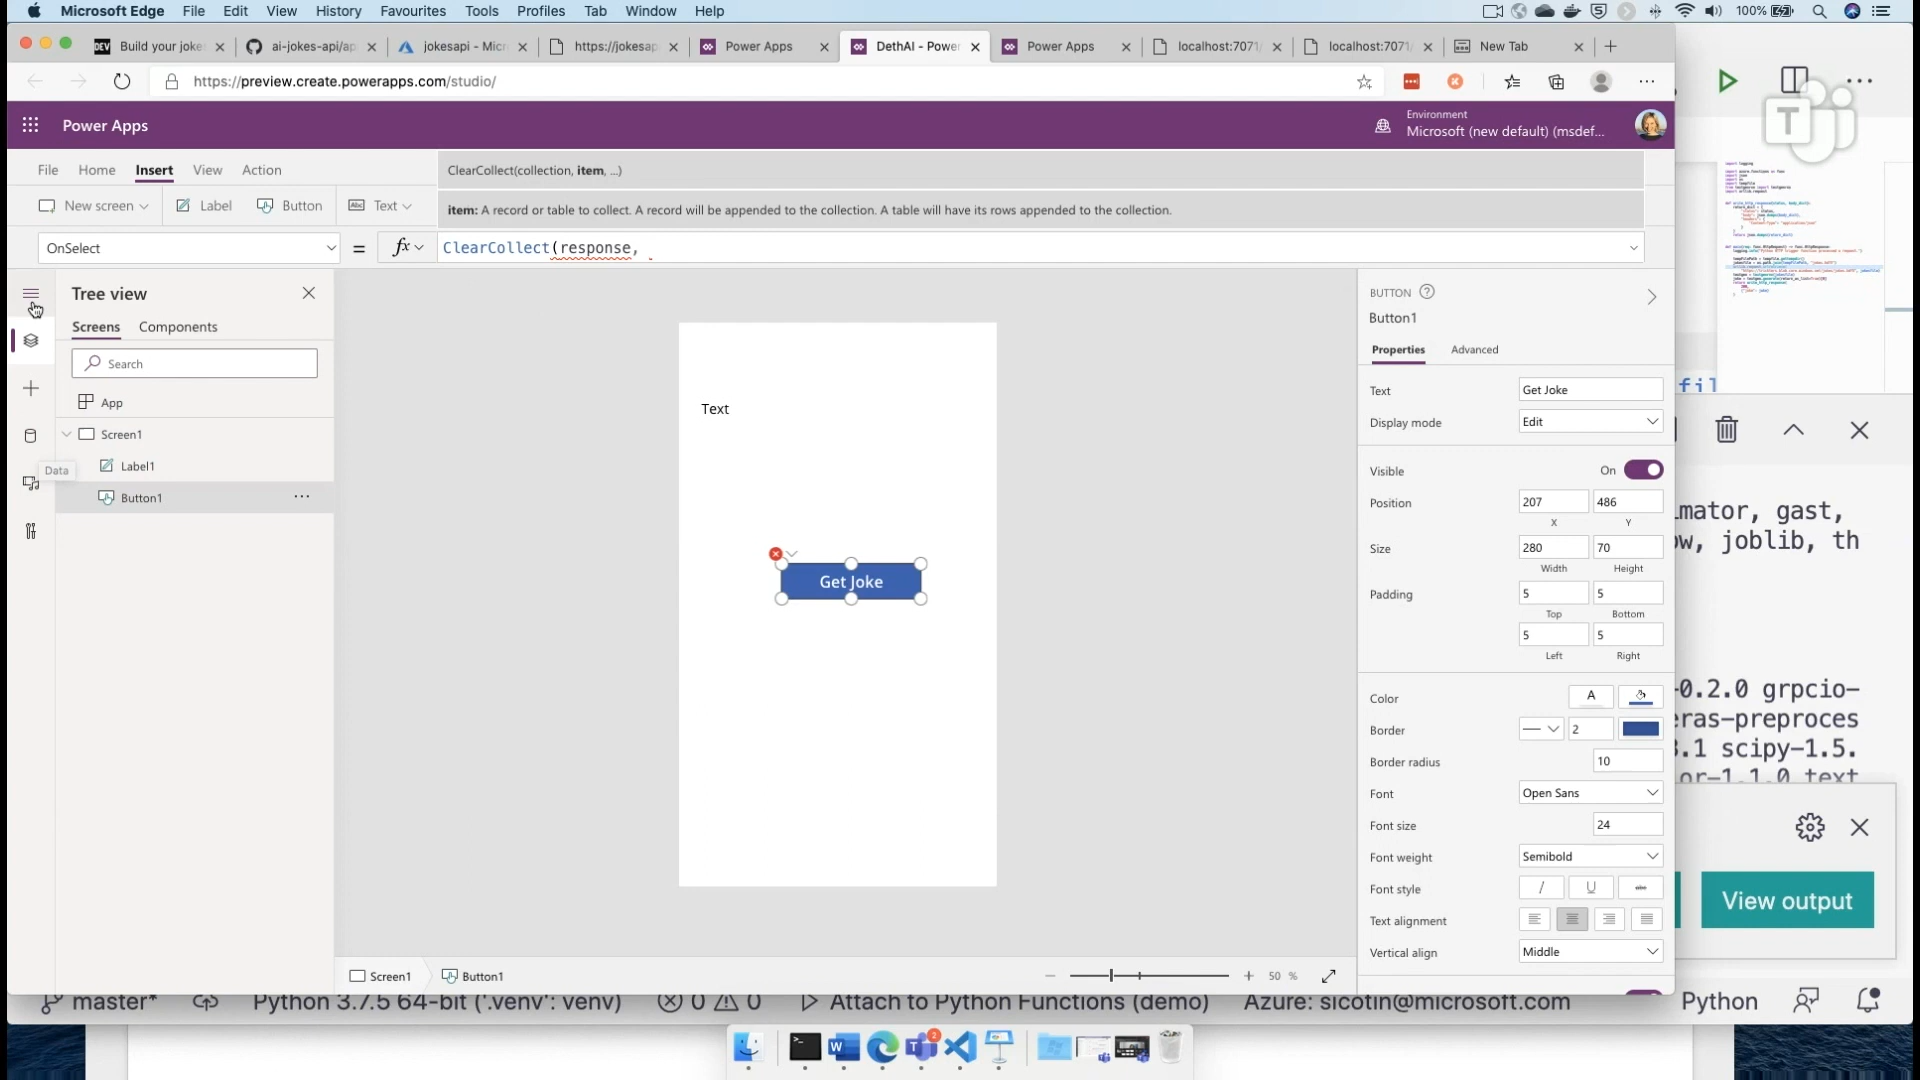 Microsoft Edge File Edit View History Favourites Tools Profiles Tab Window Help 100%
Build your joke ai-jokes-api/ap jokesapi - Micr https://jokesap Power Apps DethAI - Power Power Apps localhost:7071/ localhost:7071/ New Tab
https://preview.create.powerapps.com/studio/
Power Apps
Environment
Microsoft (new default) (msdef...
File Home Insert View Action
ClearCollect(collection, item, ...)
New screen Label Button Text
item: A record or table to collect. A record will be appended to the collection. A table will have its rows appended to the collection.
OnSelect = fx ClearCollect(response,
Tree view
Screens Components
Search
App
Screen1
Label1
Data
Button1 ...
Text
Get Joke
BUTTON
Button1
Properties Advanced
Text Get Joke
Display mode Edit
Visible On
Position 207 486
X Y
Size 280 70
Width Height
Padding 5 5
Top Bottom
5 5
Left Right
Color A
Border 2
Border radius 10
Font Open Sans
Font size 24
Font weight Semibold
Font style / U abc
Text alignment
Vertical align Middle
Screen1 Button1 50 %
fil
mator, gast,
ow, joblib, th
-0.2.0 grpcio-
eras-preproces
3.1 scipy-1.5.
or-1.1.0 text
View output
master* Python 3.7.5 64-bit ('.venv': venv) 0 0 Attach to Python Functions (demo) Azure: sicotin@microsoft.com Python